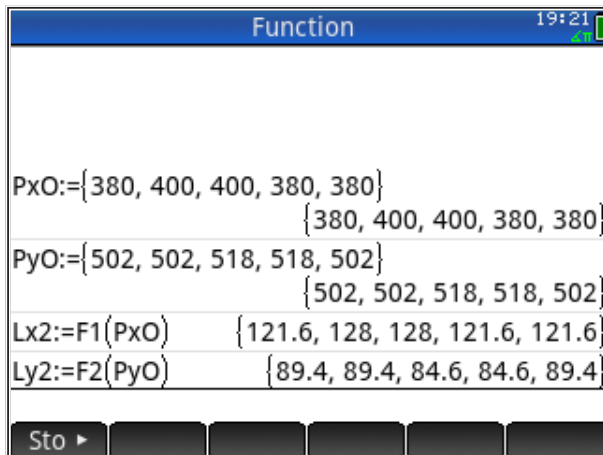 Function
19:21
∡π
PxO:={380, 400, 400, 380, 380}
{380, 400, 400, 380, 380}
PyO:={502, 502, 518, 518, 502}
{502, 502, 518, 518, 502}
Lx2:=F1(PxO) {121.6, 128, 128, 121.6, 121.6}
Ly2:=F2(PyO) {89.4, 89.4, 84.6, 84.6, 89.4}
Sto ►